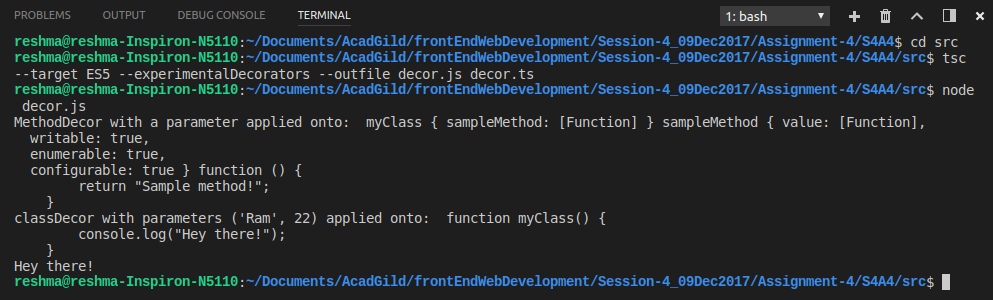 PROBLEMS OUTPUT DEBUG CONSOLE TERMINAL 1: bash
reshma@reshma-Inspiron-N5110:~/Documents/AcadGild/frontEndWebDevelopment/Session-4_09Dec2017/Assignment-4/S4A4$ cd src
reshma@reshma-Inspiron-N5110:~/Documents/AcadGild/frontEndWebDevelopment/Session-4_09Dec2017/Assignment-4/S4A4/src$ tsc
--target ES5 --experimentalDecorators --outfile decor.js decor.ts
reshma@reshma-Inspiron-N5110:~/Documents/AcadGild/frontEndWebDevelopment/Session-4_09Dec2017/Assignment-4/S4A4/src$ node
 decor.js
MethodDecor with a parameter applied onto:  myClass { sampleMethod: [Function] } sampleMethod { value: [Function],
  writable: true,
  enumerable: true,
  configurable: true } function () {
        return "Sample method!";
    }
classDecor with parameters ('Ram', 22) applied onto:  function myClass() {
        console.log("Hey there!");
    }
Hey there!
reshma@reshma-Inspiron-N5110:~/Documents/AcadGild/frontEndWebDevelopment/Session-4_09Dec2017/Assignment-4/S4A4/src$